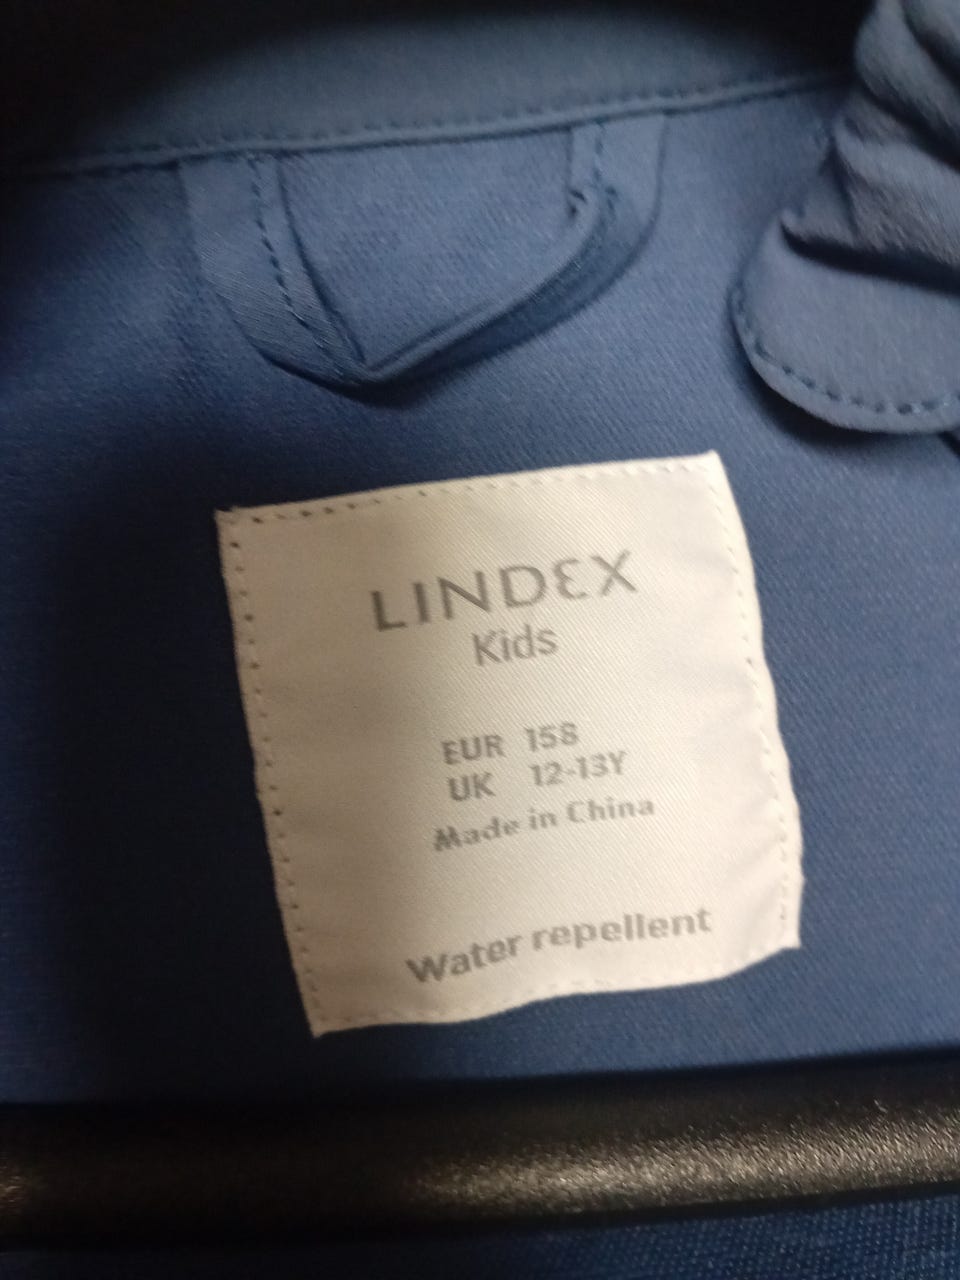 LINDEX
Kids
EUR 158
UK 12-13Y
Made in China
Water repellent